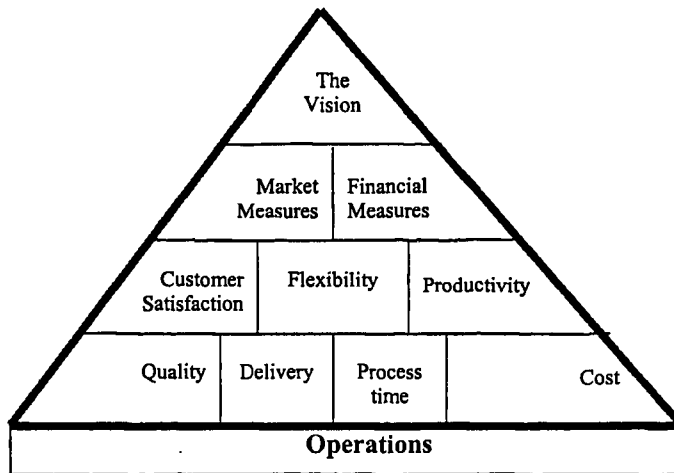 The
Vision
Market
Measures
Financial
Measures
Customer
Satisfaction
Flexibility
Productivity
Quality
Delivery
Process
time
Cost
Operations